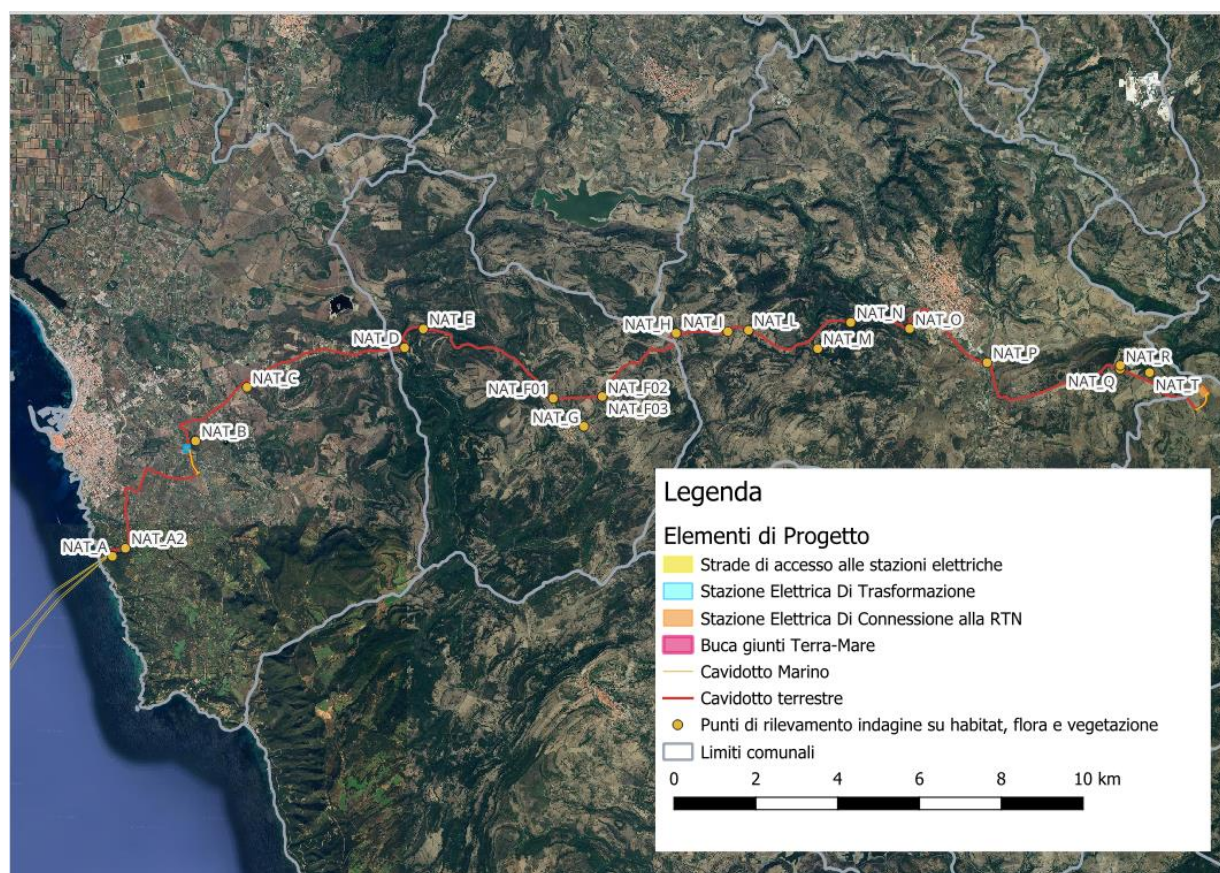 NAT_E
NAT_D
NAT_C
NAT_B
NAT_A
NAT_A2
NAT_F01
NAT_F02
NAT_F03
NAT_G
NAT_H
NAT_I
NAT_L
NAT_M
NAT_N
NAT_O
NAT_P
NAT_Q
NAT_R
NAT_T
Legenda
Elementi di Progetto
Strade di accesso alle stazioni elettriche
Stazione Elettrica Di Trasformazione
Stazione Elettrica Di Connessione alla RTN
Buca giunti Terra-Mare
Cavidotto Marino
Cavidotto terrestre
Punti di rilevamento indagine su habitat, flora e vegetazione
Limiti comunali
0 2 4 6 8 10 km